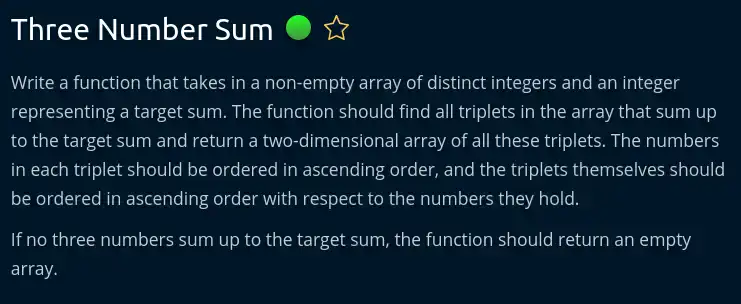 Three Number Sum
Write a function that takes in a non-empty array of distinct integers and an integer
representing a target sum. The function should find all triplets in the array that sum up
to the target sum and return a two-dimensional array of all these triplets. The numbers
in each triplet should be ordered in ascending order, and the triplets themselves should
be ordered in ascending order with respect to the numbers they hold.
If no three numbers sum up to the target sum, the function should return an empty
array.